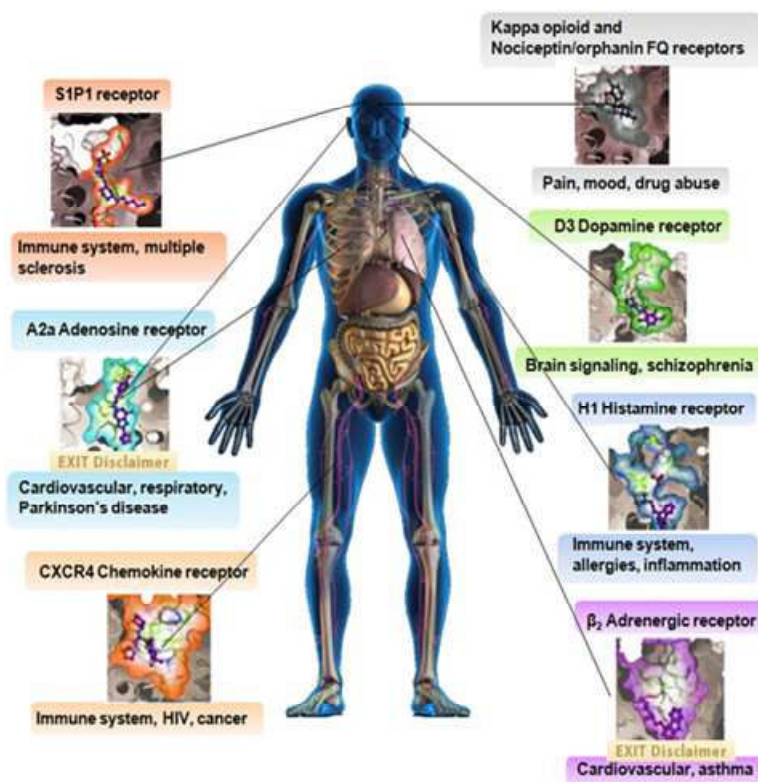 Kappa opioid and
Nociceptin/orphanin FQ receptors
Pain, mood, drug abuse
S1P1 receptor
Immune system, multiple
sclerosis
D3 Dopamine receptor
Brain signaling, schizophrenia
A2a Adenosine receptor
EXIT Disclaimer
Cardiovascular, respiratory,
Parkinson's disease
H1 Histamine receptor
Immune system,
allergies, inflammation
CXCR4 Chemokine receptor
Immune system, HIV, cancer
β₂ Adrenergic receptor
EXIT Disclaimer
Cardiovascular, asthma